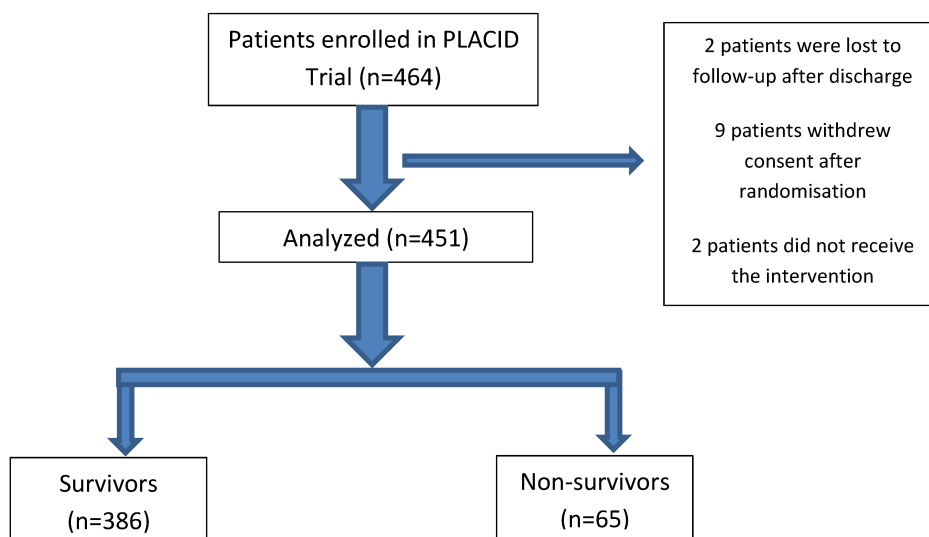 Patients enrolled in PLACID
Trial (n=464)
2 patients were lost to
follow-up after discharge
9 patients withdrew
consent after
randomisation
2 patients did not receive
the intervention
Analyzed (n=451)
Survivors
(n=386)
Non-survivors
(n=65)